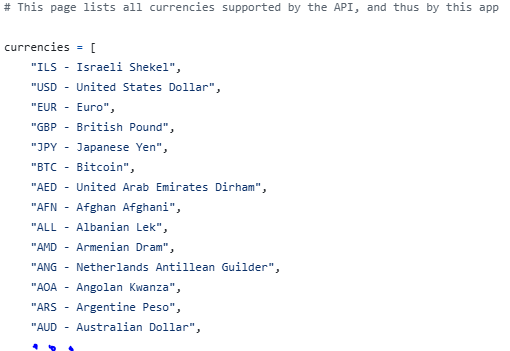 # This page lists all currencies supported by the API, and thus by this app
currencies = [
"ILS - Israeli Shekel",
"USD - United States Dollar",
"EUR - Euro",
"GBP - British Pound",
"JPY - Japanese Yen",
"BTC - Bitcoin",
"AED - United Arab Emirates Dirham",
"AFN - Afghan Afghani",
"ALL - Albanian Lek",
"AMD - Armenian Dram",
"ANG - Netherlands Antillean Guilder",
"AOA - Angolan Kwanza",
"ARS - Argentine Peso",
"AUD - Australian Dollar",
...